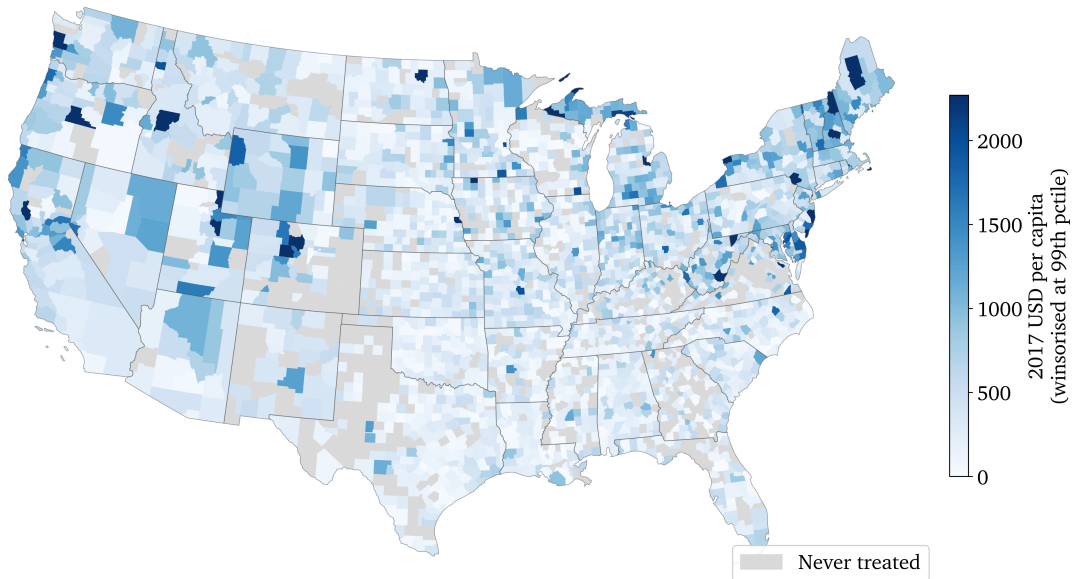 2000
1500
1000
500
0
2017 USD per capita
(winsorised at 99th pctile)
Never treated